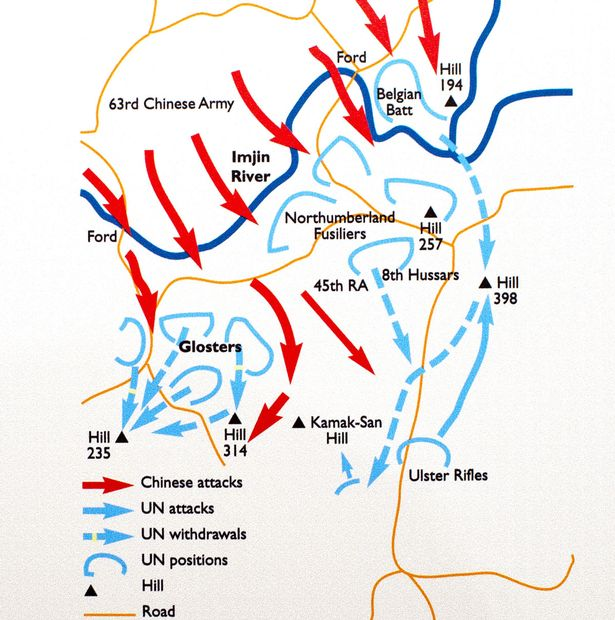 Ford
Hill
194
63rd Chinese Army
Belgian
Batt
Imjin
River
Northumberland
Fusiliers
Hill
257
Ford
45th RA
8th Hussars
Hill
398
Glosters
Kamak-San
Hill
Hill
235
Hill
314
Ulster Rifles
Chinese attacks
UN attacks
UN withdrawals
UN positions
Hill
Road